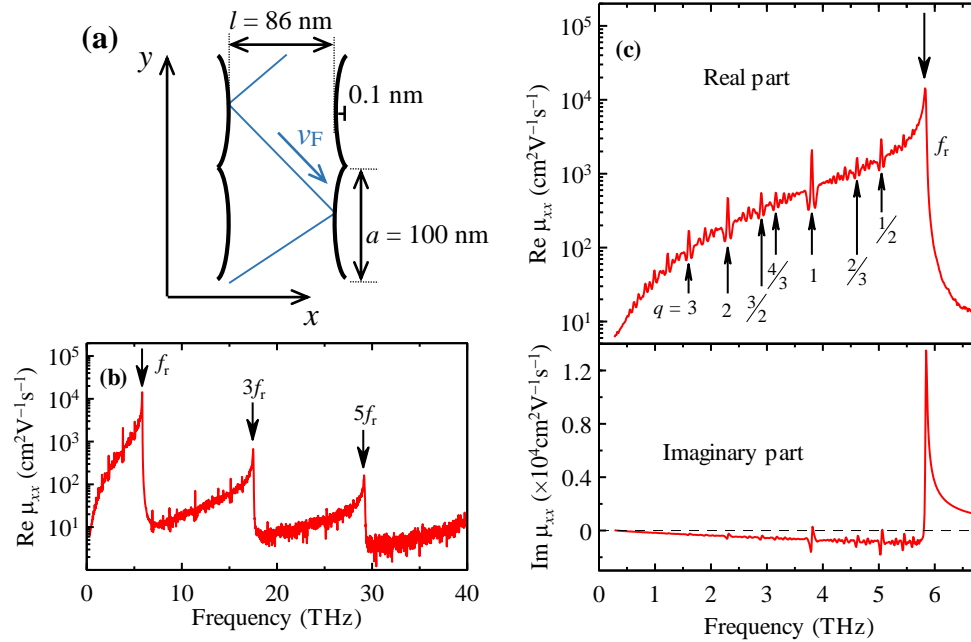 (a)
l = 86 nm
y
0.1 nm
vF
a = 100 nm
x
(b)
Re μxx (cm²V⁻¹s⁻¹)
10⁵
10⁴
10³
10²
10¹
fr
3fr
5fr
0 10 20 30 40
Frequency (THz)
(c)
Real part
Re μxx (cm²V⁻¹s⁻¹)
10⁵
10⁴
10³
10²
10¹
fr
q = 3
2
3/2
4/3
1
2/3
1/2
Imaginary part
Im μxx (×10⁴cm²V⁻¹s⁻¹)
1.2
0.8
0.4
0
0 1 2 3 4 5 6
Frequency (THz)